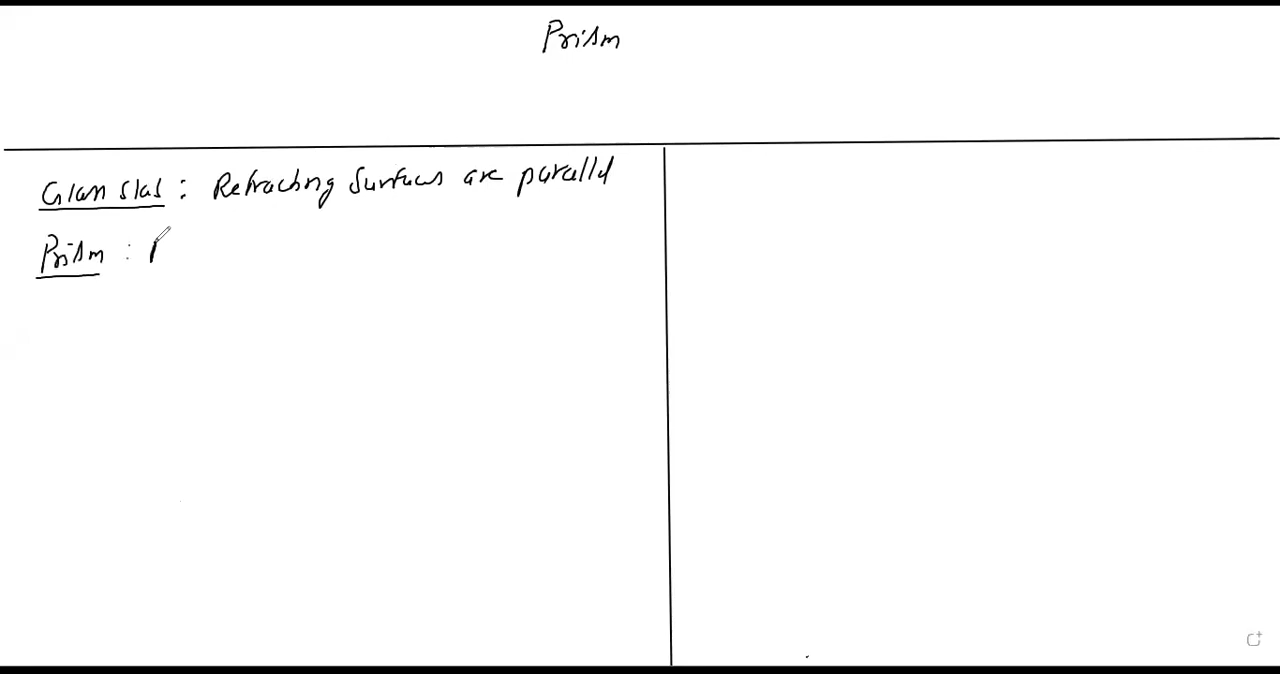 Prism
Glass slab : Refracting Surfaces are parallel
Prism :